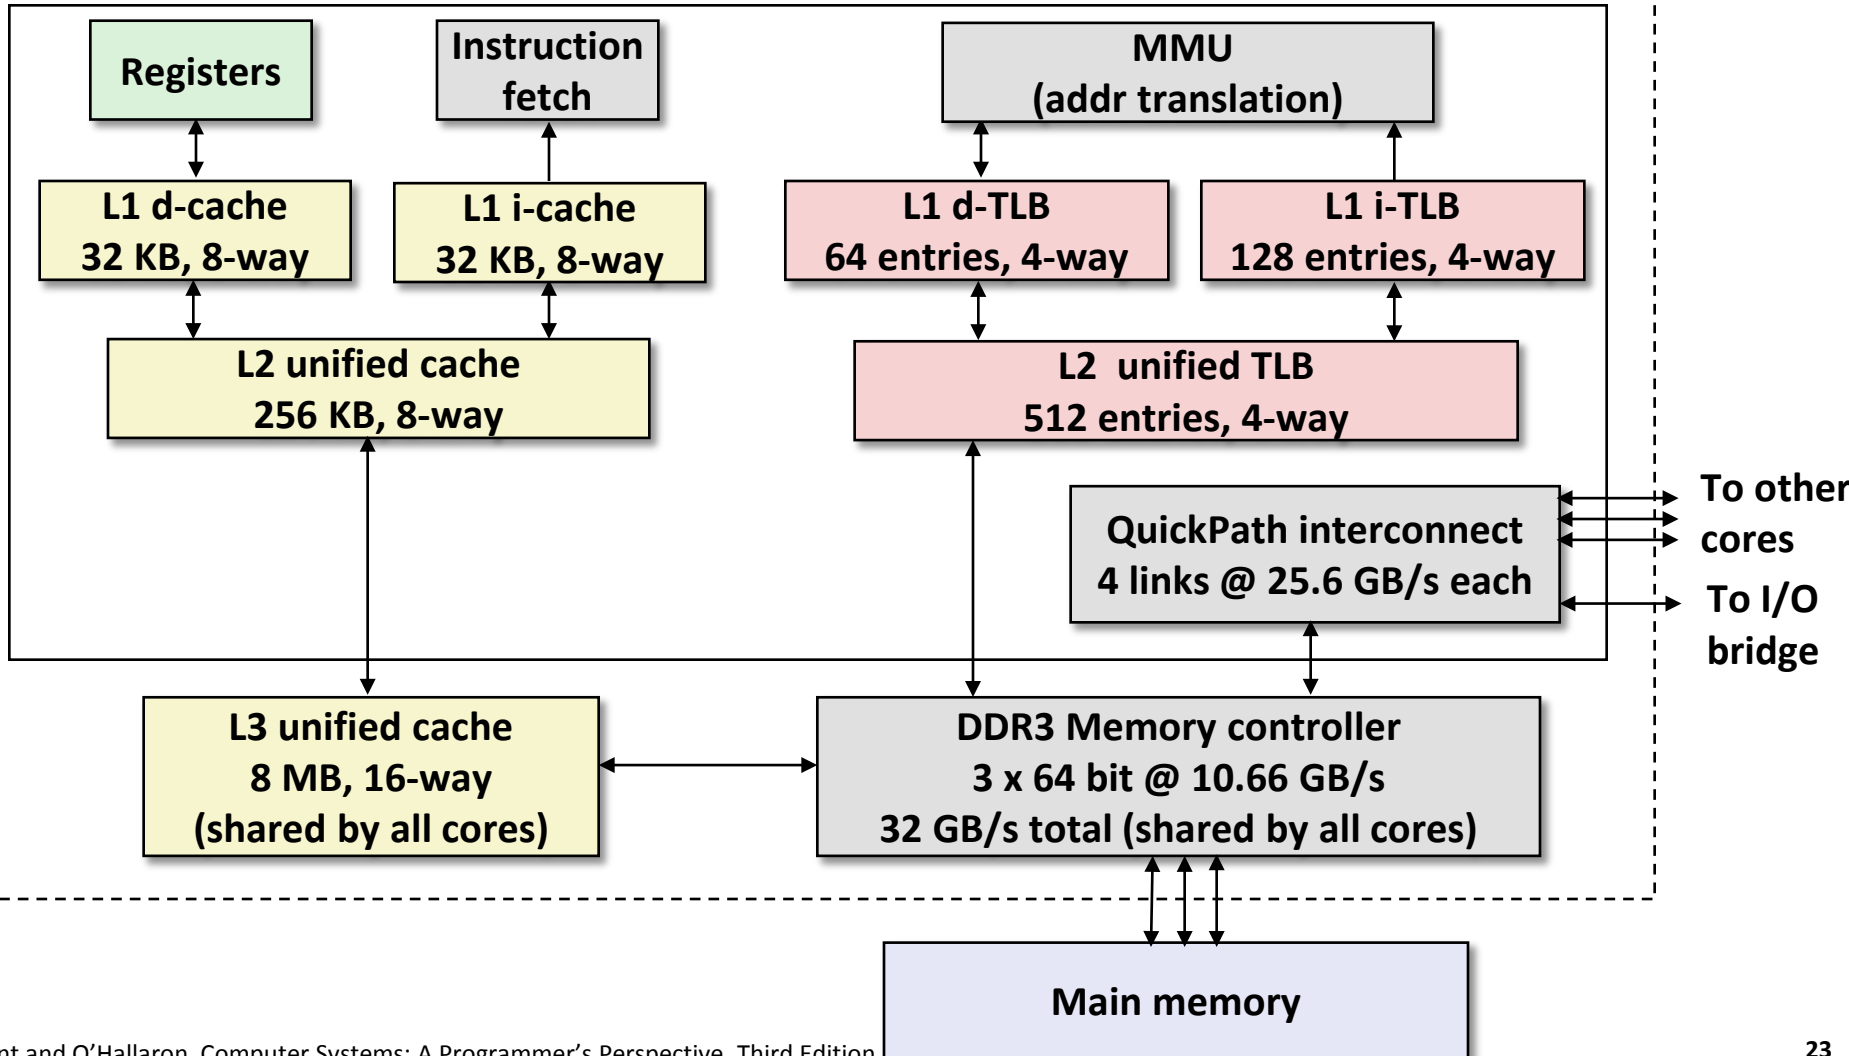 Registers
Instruction
fetch
MMU
(addr translation)
L1 d-cache
32 KB, 8-way
L1 i-cache
32 KB, 8-way
L1 d-TLB
64 entries, 4-way
L1 i-TLB
128 entries, 4-way
L2 unified cache
256 KB, 8-way
L2 unified TLB
512 entries, 4-way
QuickPath interconnect
4 links @ 25.6 GB/s each
To other
cores
To I/O
bridge
L3 unified cache
8 MB, 16-way
(shared by all cores)
DDR3 Memory controller
3 x 64 bit @ 10.66 GB/s
32 GB/s total (shared by all cores)
Main memory
nt and O'Hallaron, Computer Systems: A Programmer's Perspective, Third Edition
23